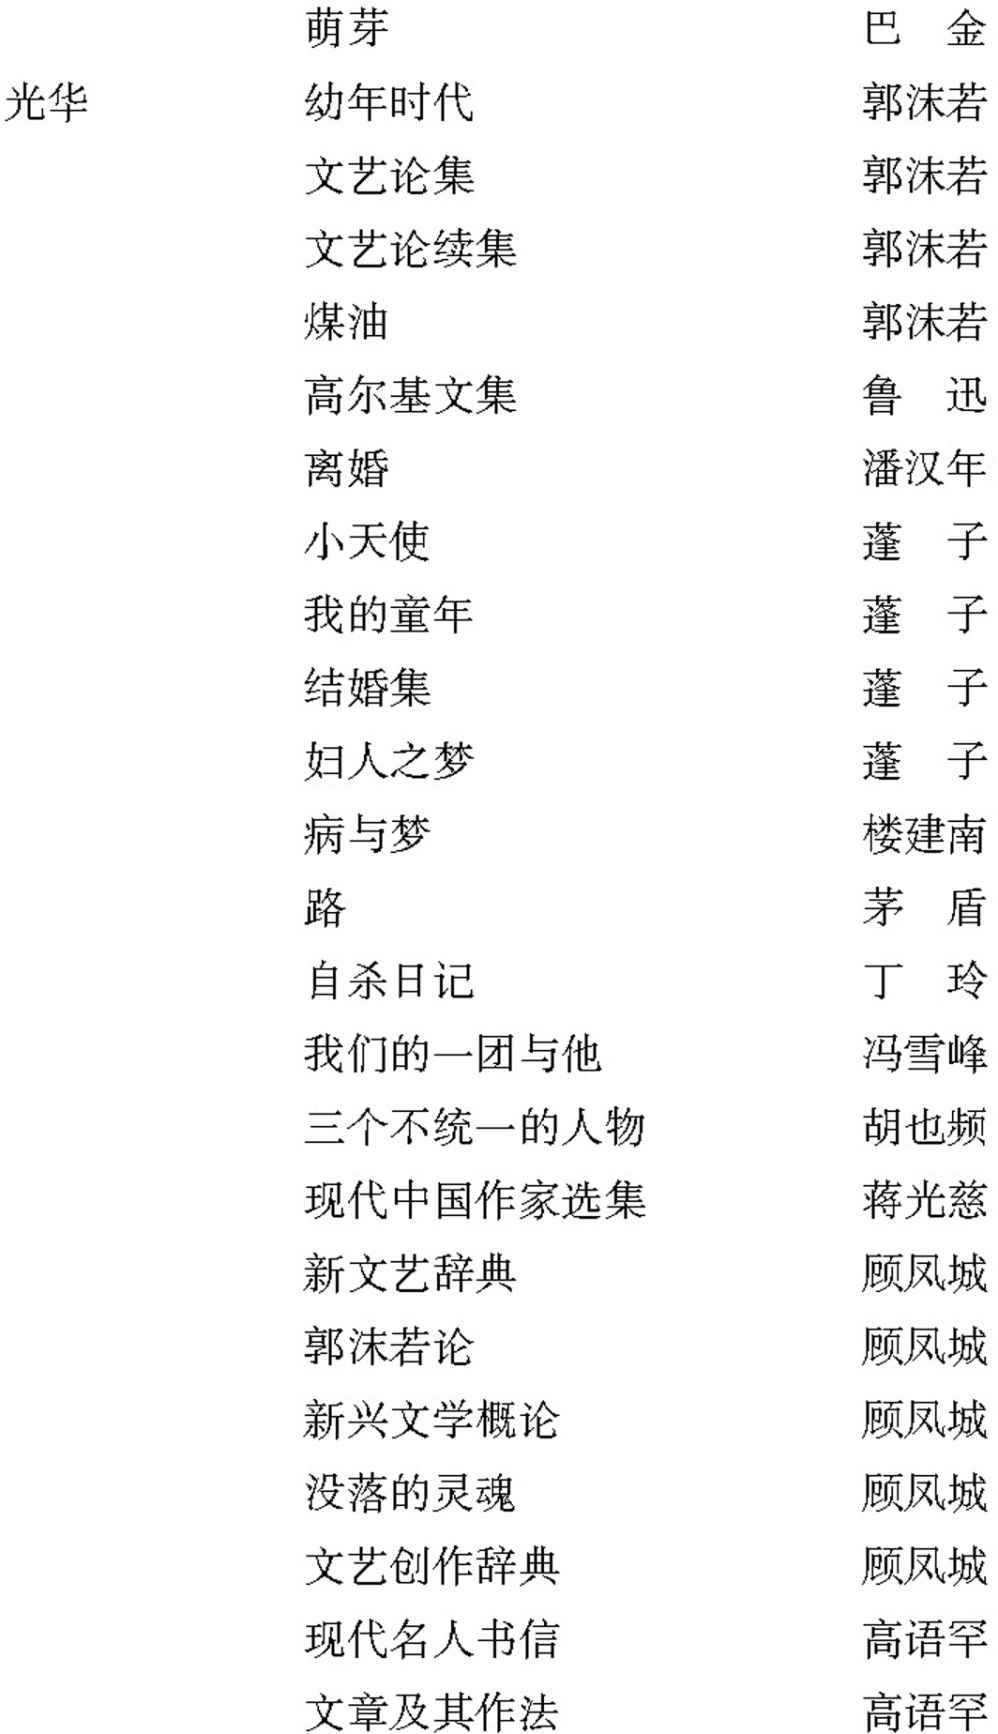 萌芽 巴 金
光华 幼年时代 郭沫若
文艺论集 郭沫若
文艺论续集 郭沫若
煤油 郭沫若
高尔基文集 鲁 迅
离婚 潘汉年
小天使 蓬 子
我的童年 蓬 子
结婚集 蓬 子
妇人之梦 蓬 子
病与梦 楼建南
路 茅 盾
自杀日记 丁 玲
我们的一团与他 冯雪峰
三个不统一的人物 胡也频
现代中国作家选集 蒋光慈
新文艺辞典 顾凤城
郭沫若论 顾凤城
新兴文学概论 顾凤城
没落的灵魂 顾凤城
文艺创作辞典 顾凤城
现代名人书信 高语罕
文章及其作法 高语罕